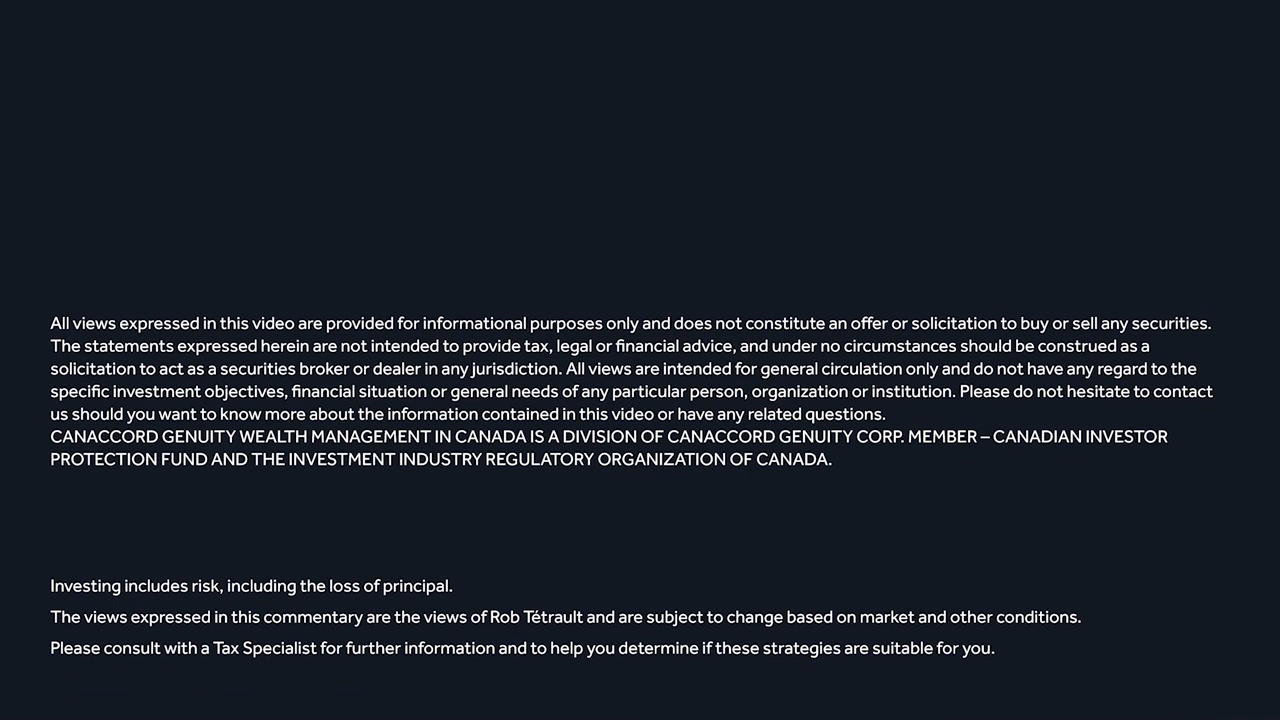 All views expressed in this video are provided for informational purposes only and does not constitute an offer or solicitation to buy or sell any securities.
The statements expressed herein are not intended to provide tax, legal or financial advice, and under no circumstances should be construed as a
solicitation to act as a securities broker or dealer in any jurisdiction. All views are intended for general circulation only and do not have any regard to the
specific investment objectives, financial situation or general needs of any particular person, organization or institution. Please do not hesitate to contact
us should you want to know more about the information contained in this video or have any related questions.
CANACCORD GENUITY WEALTH MANAGEMENT IN CANADA IS A DIVISION OF CANACCORD GENUITY CORP. MEMBER – CANADIAN INVESTOR
PROTECTION FUND AND THE INVESTMENT INDUSTRY REGULATORY ORGANIZATION OF CANADA.
Investing includes risk, including the loss of principal.
The views expressed in this commentary are the views of Rob Tétrault and are subject to change based on market and other conditions.
Please consult with a Tax Specialist for further information and to help you determine if these strategies are suitable for you.